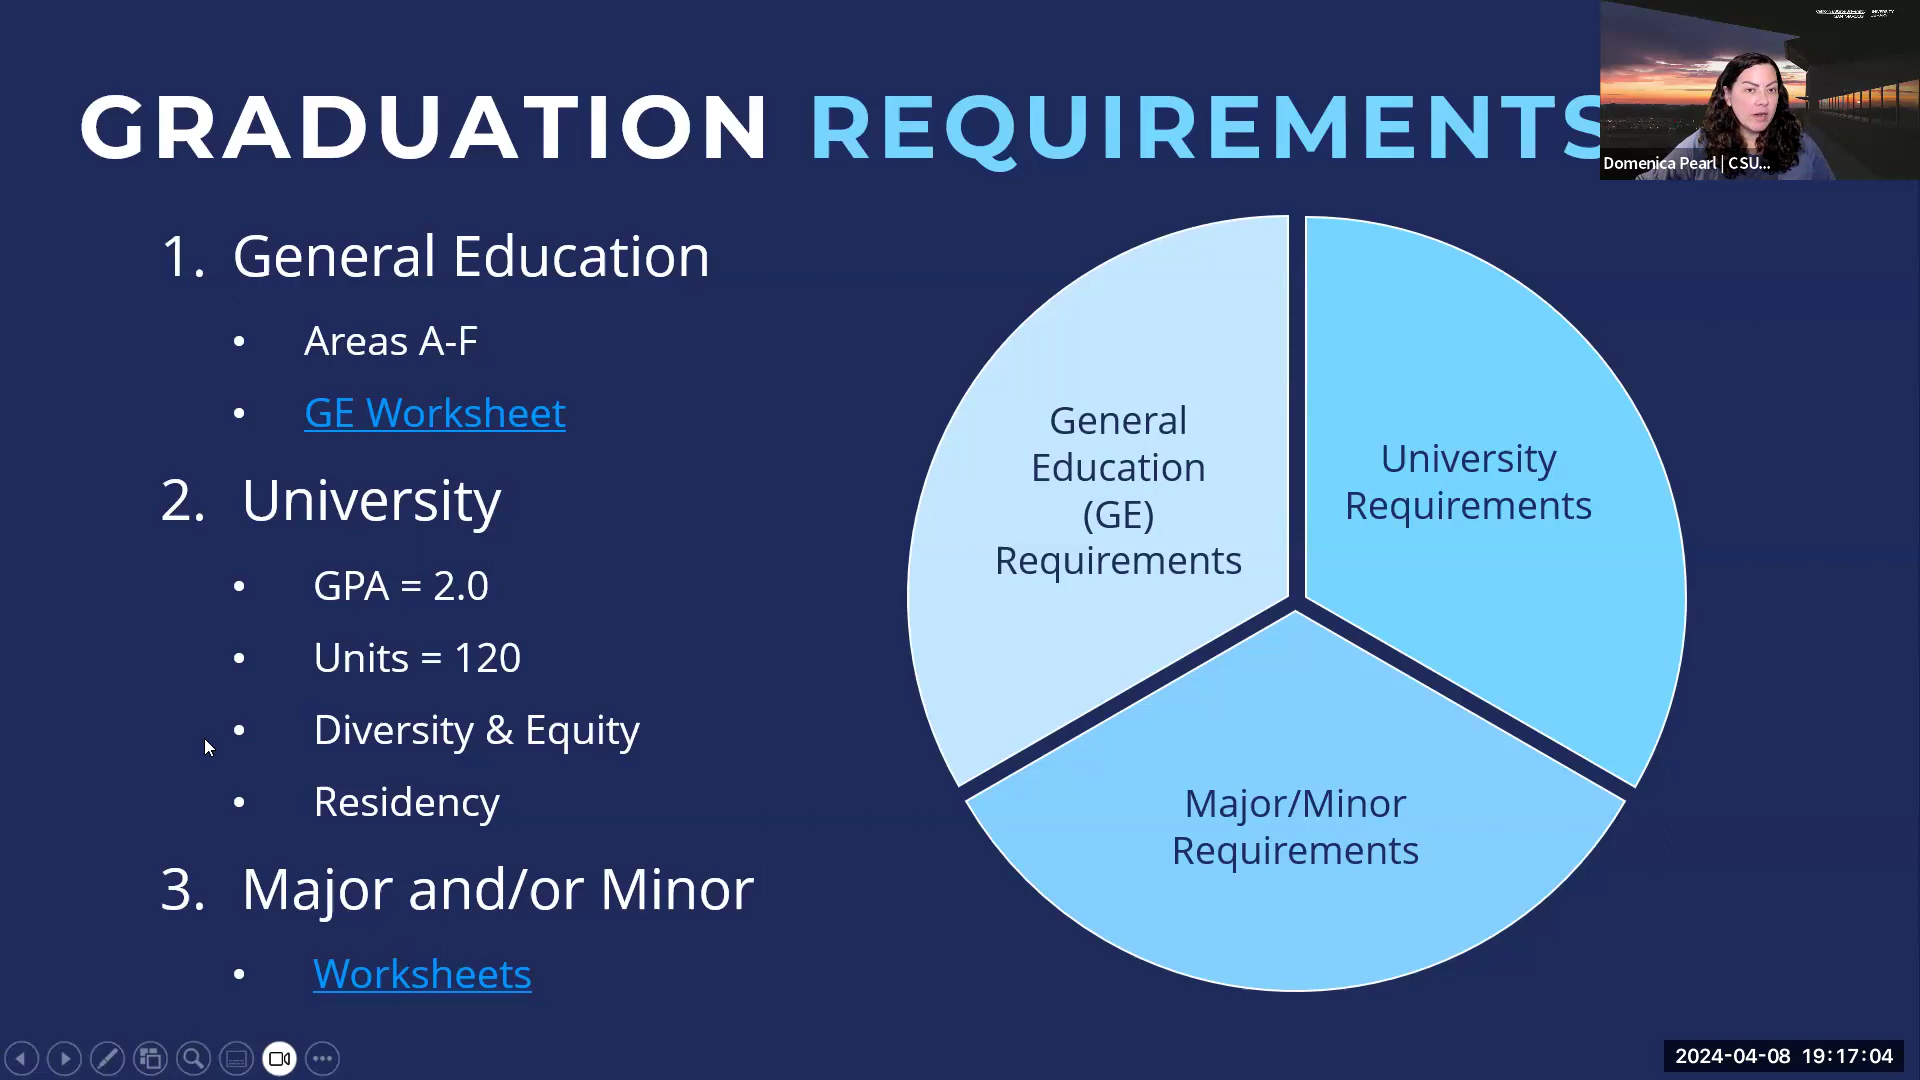 GRADUATION REQUIREMENTS
Domenica Pearl | CSU...
1. General Education
• Areas A-F
• GE Worksheet
2. University
• GPA = 2.0
• Units = 120
• Diversity & Equity
• Residency
3. Major and/or Minor
• Worksheets
General
Education
(GE)
Requirements
University
Requirements
Major/Minor
Requirements
2024-04-08 19:17:04